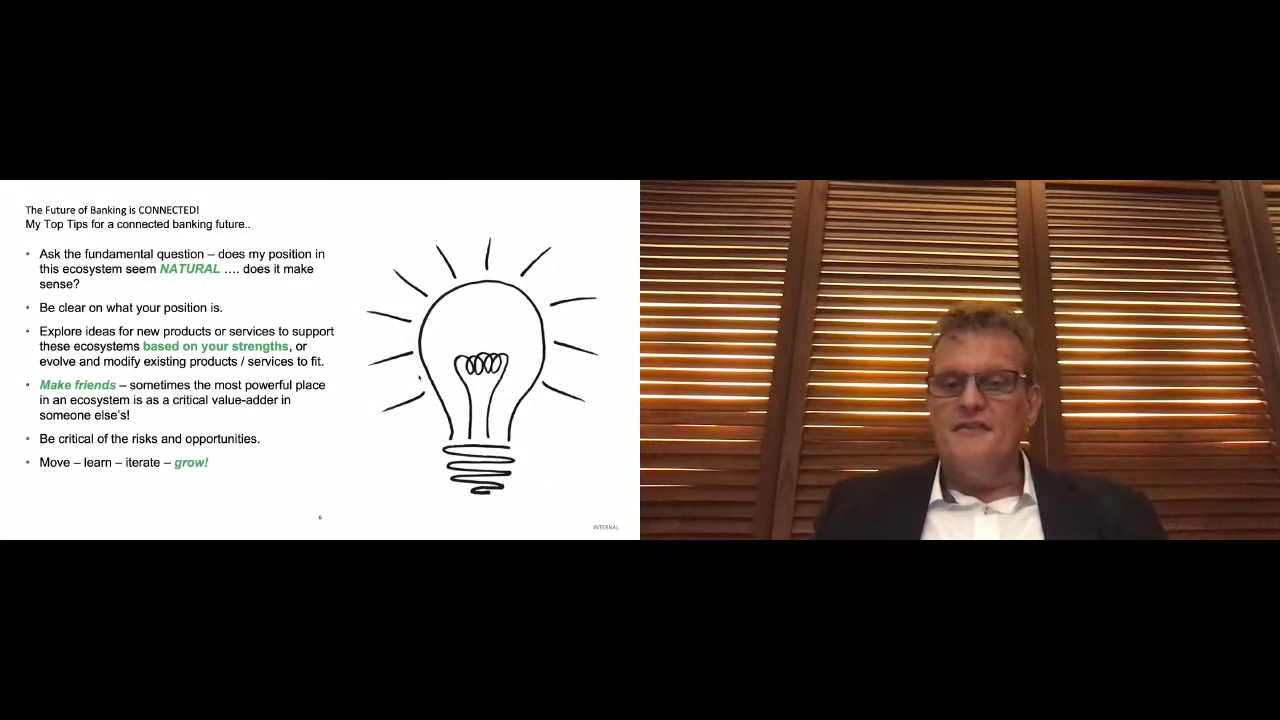 The Future of Banking is CONNECTED!
My Top Tips for a connected banking future..
• Ask the fundamental question – does my position in
this ecosystem seem NATURAL …. does it make
sense?
• Be clear on what your position is.
• Explore ideas for new products or services to support
these ecosystems based on your strengths, or
evolve and modify existing products / services to fit.
• Make friends – sometimes the most powerful place
in an ecosystem is as a critical value-adder in
someone else's!
• Be critical of the risks and opportunities.
• Move – learn – iterate – grow!
6
INTERNAL